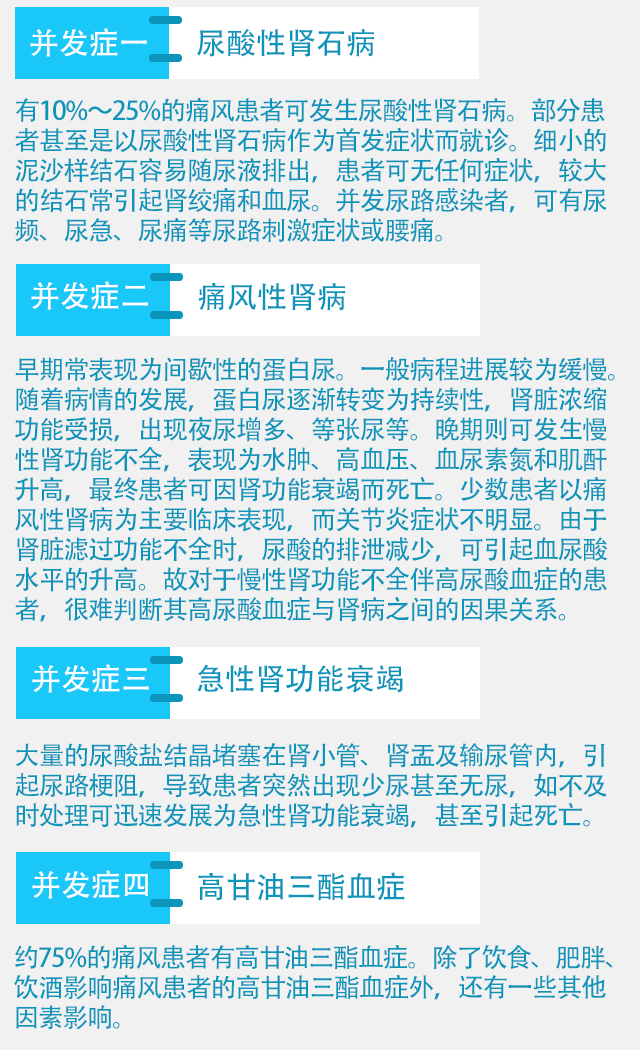 并发症一 尿酸性肾石病
有10%～25%的痛风患者可发生尿酸性肾石病。部分患
者甚至是以尿酸性肾石病作为首发症状而就诊。细小的
泥沙样结石容易随尿液排出，患者可无任何症状，较大
的结石常引起肾绞痛和血尿。并发尿路感染者，可有尿
频、尿急、尿痛等尿路刺激症状或腰痛。
并发症二 痛风性肾病
早期常表现为间歇性的蛋白尿。一般病程进展较为缓慢。
随着病情的发展，蛋白尿逐渐转变为持续性，肾脏浓缩
功能受损，出现夜尿增多、等张尿等。晚期则可发生慢
性肾功能不全，表现为水肿、高血压、血尿素氮和肌酐
升高，最终患者可因肾功能衰竭而死亡。少数患者以痛
风性肾病为主要临床表现，而关节炎症状不明显。由于
肾脏滤过功能不全时，尿酸的排泄减少，可引起血尿酸
水平的升高。故对于慢性肾功能不全伴高尿酸血症的患
者，很难判断其高尿酸血症与肾病之间的因果关系。
并发症三 急性肾功能衰竭
大量的尿酸盐结晶堵塞在肾小管、肾盂及输尿管内，引
起尿路梗阻，导致患者突然出现少尿甚至无尿，如不及
时处理可迅速发展为急性肾功能衰竭，甚至引起死亡。
并发症四 高甘油三酯血症
约75%的痛风患者有高甘油三酯血症。除了饮食、肥胖、
饮酒影响痛风患者的高甘油三酯血症外，还有一些其他
因素影响。